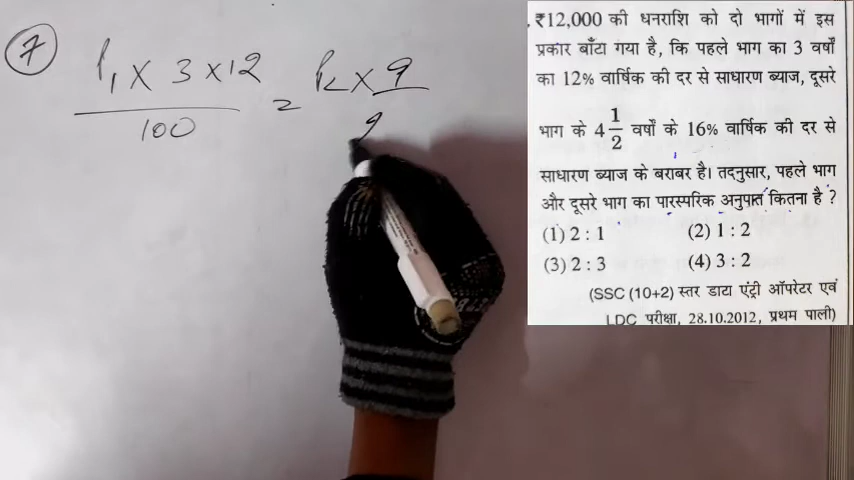 7
P₁ × 3 × 12 / 100 = P₂ × 9 / 2
₹12,000 की धनराशि को दो भागों में इस
प्रकार बाँटा गया है, कि पहले भाग का 3 वर्षों
का 12% वार्षिक की दर से साधारण ब्याज, दूसरे
भाग के 4 1/2 वर्षों के 16% वार्षिक की दर से
साधारण ब्याज के बराबर है। तदनुसार, पहले भाग
और दूसरे भाग का पारस्परिक अनुपात कितना है ?
(1) 2 : 1 (2) 1 : 2
(3) 2 : 3 (4) 3 : 2
(SSC (10+2) स्तर डाटा एंट्री ऑपरेटर एवं
LDC परीक्षा, 28.10.2012, प्रथम पाली)